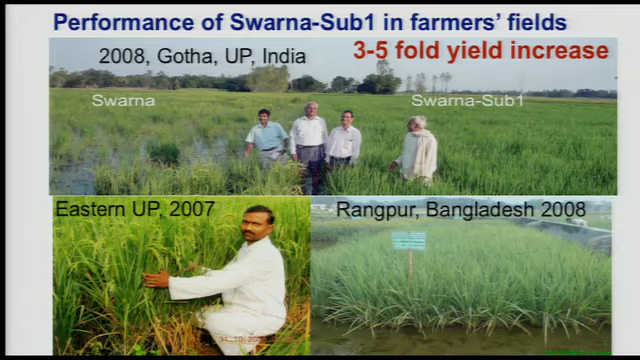 Performance of Swarna-Sub1 in farmers' fields
2008, Gotha, UP, India
3-5 fold yield increase
Swarna
Swarna-Sub1
Eastern UP, 2007
Rangpur, Bangladesh 2008